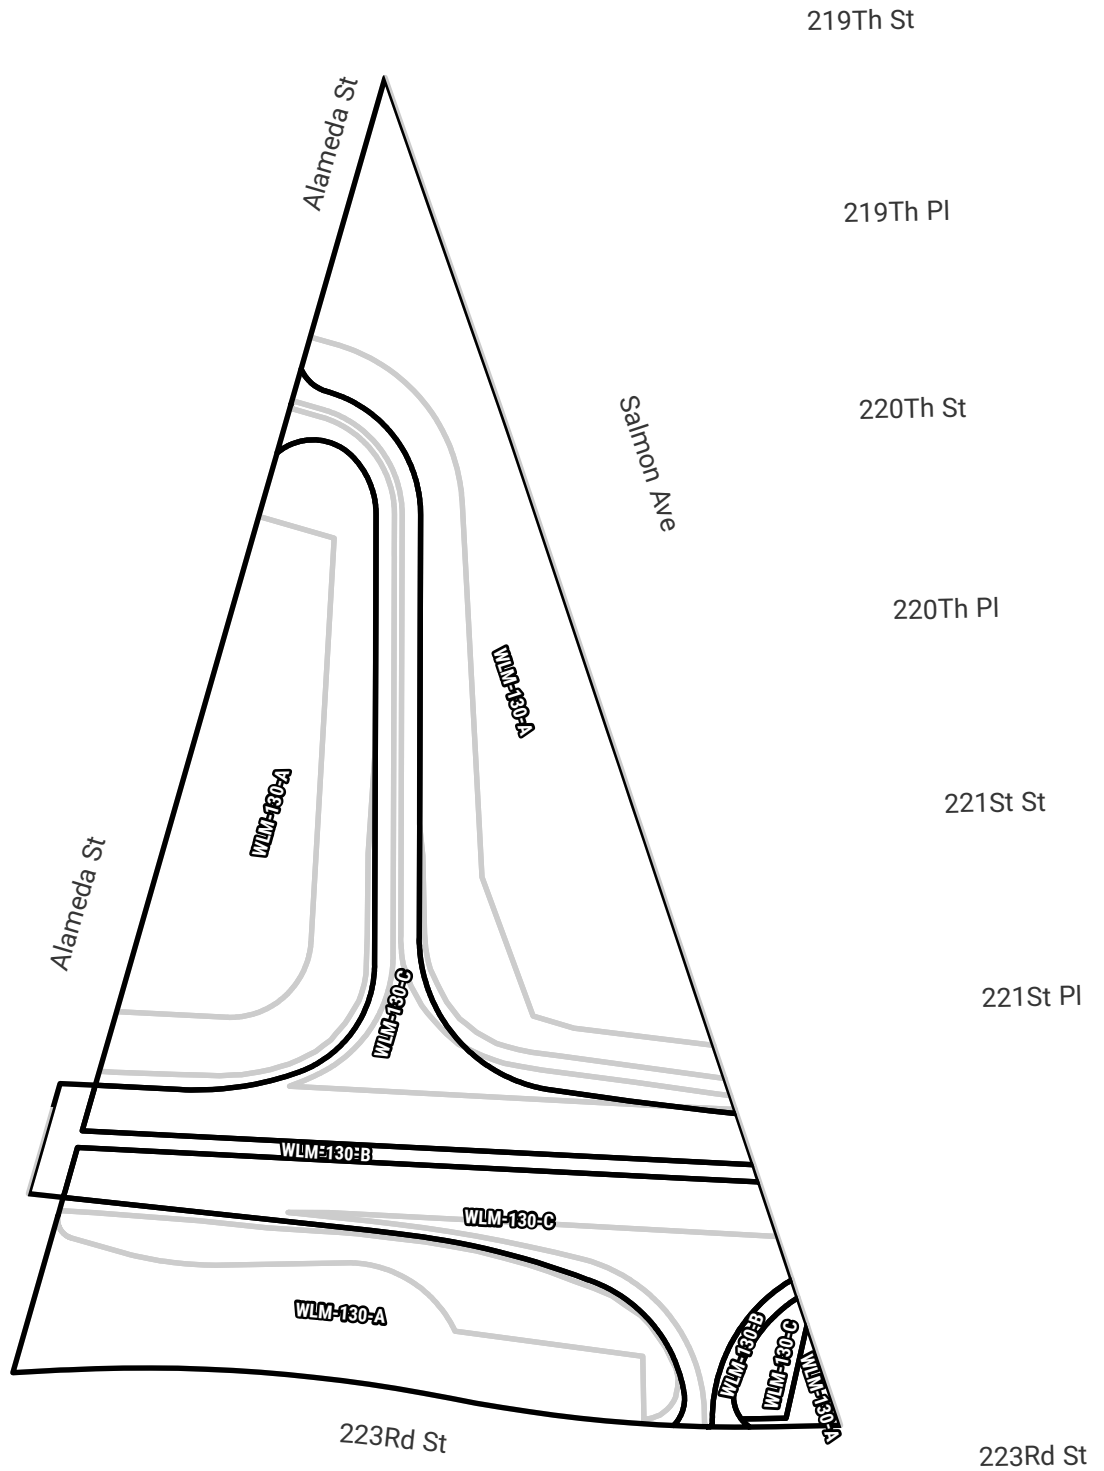 219Th St
Alameda St
219Th Pl
Salmon Ave
220Th St
220Th Pl
WLM-130-A
WLM-130-A
221St St
Alameda St
WLM-130-C
221St Pl
WLM-130-B
WLM-130-C
WLM-130-A
WLM-130-B
WLM-130-C
WLM-130-A
223Rd St
223Rd St